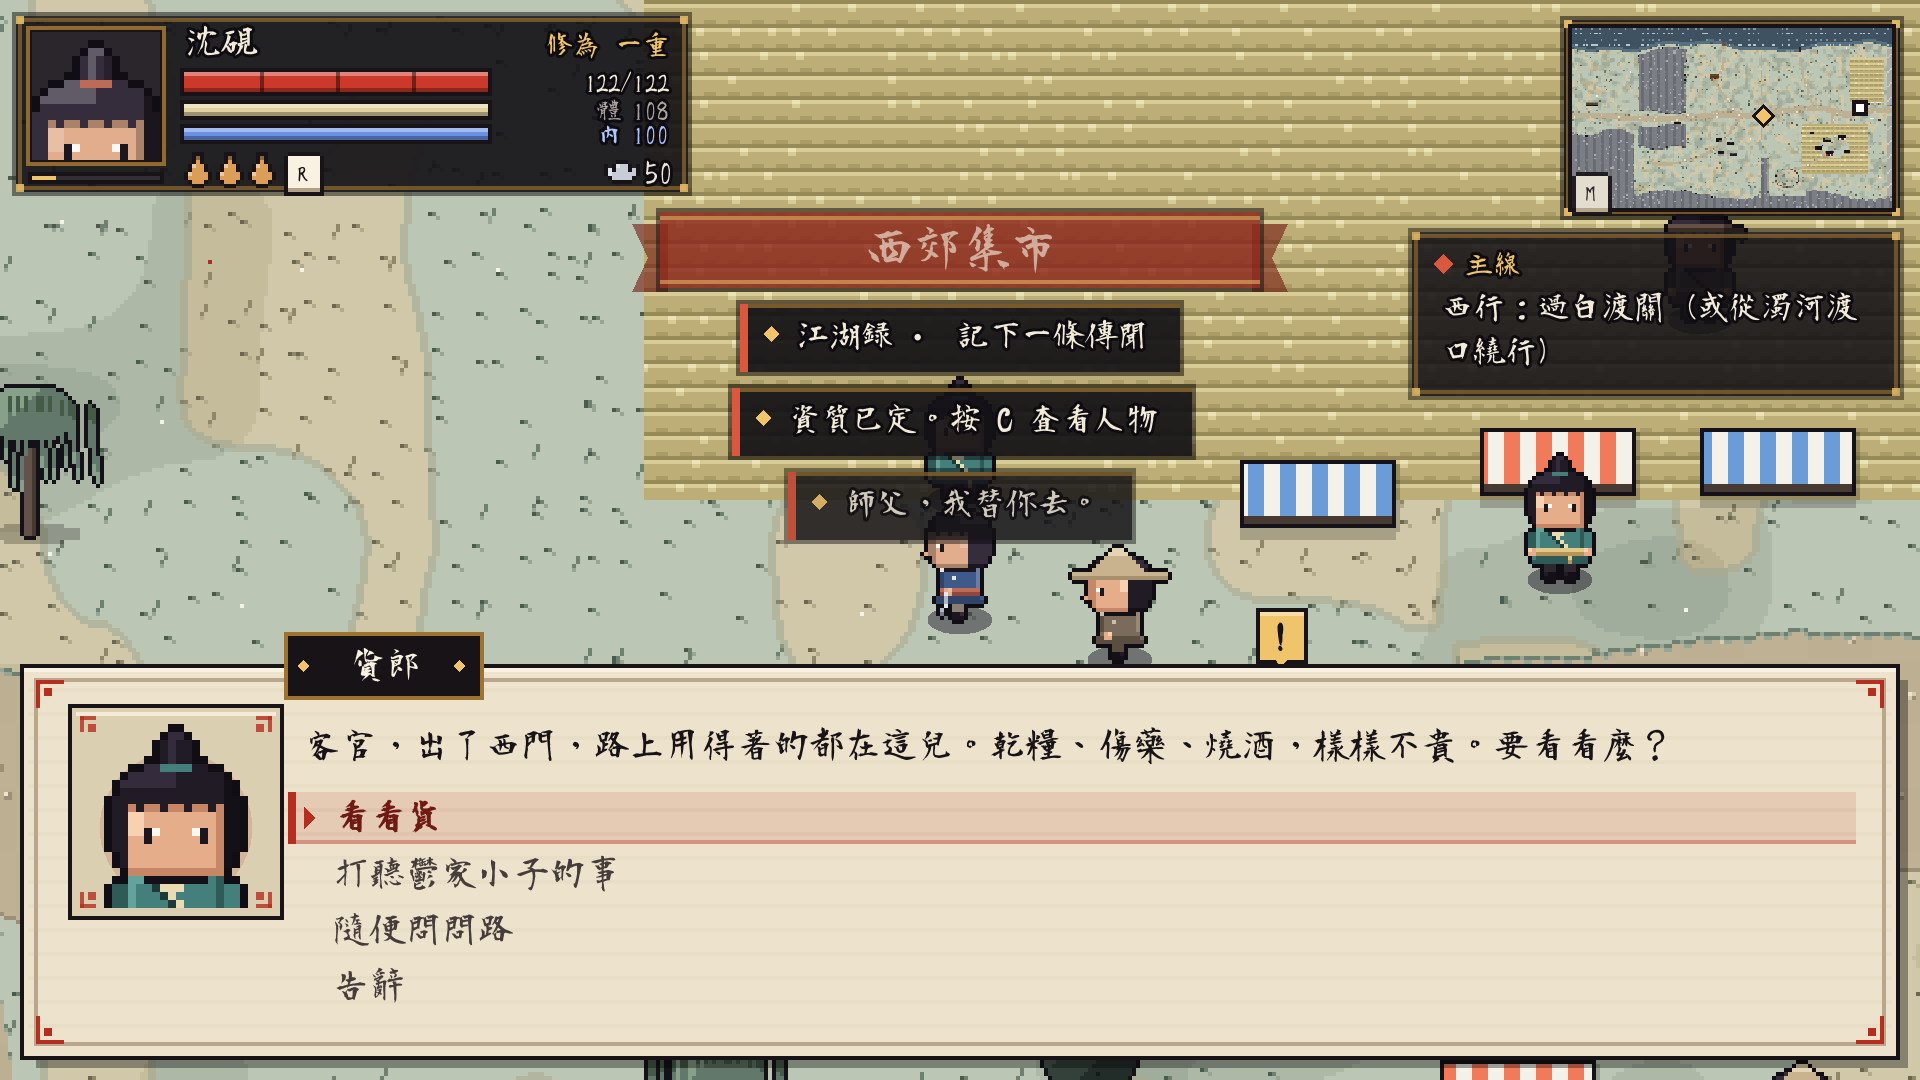 沈硯
修為 一重
122/122
體 108
內 100
R
50
M
西郊集市
主線
西行：過白渡關（或從濁河渡
口繞行）
江湖録 · 記下一條傳聞
資質已定。按 C 查看人物
師父，我替你去。
!
貨郎
客官，出了西門，路上用得著的都在這兒。乾糧、傷藥、燒酒，樣樣不貴。要看看麼？
看看貨
打聽鬱家小子的事
隨便問問路
告辭